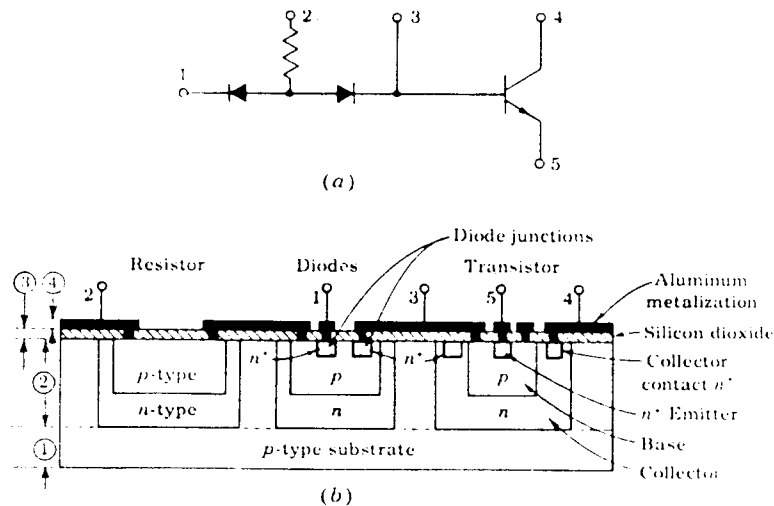 2
3
4
1
5
(a)
Diode junctions
Resistor
Diodes
Transistor
3 4
2
1
3
5
4
Aluminum
metalization
Silicon dioxide
2
n+
p-type
p
n+
p
Collector
contact n+
n-type
n
n
n+ Emitter
1
p-type substrate
Base
Collector
(b)